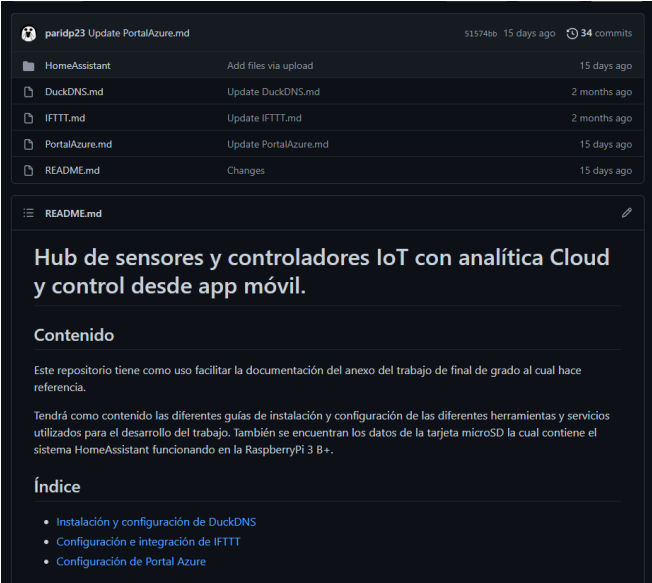 paridp23 Update PortalAzure.md 51574bb 15 days ago 34 commits
HomeAssistant Add files via upload 15 days ago
DuckDNS.md Update DuckDNS.md 2 months ago
IFTTT.md Update IFTTT.md 2 months ago
PortalAzure.md Update PortalAzure.md 15 days ago
README.md Changes 15 days ago
README.md
Hub de sensores y controladores IoT con analítica Cloud
y control desde app móvil.
Contenido
Este repositorio tiene como uso facilitar la documentación del anexo del trabajo de final de grado al cual hace
referencia.
Tendrá como contenido las diferentes guías de instalación y configuración de las diferentes herramientas y servicios
utilizados para el desarrollo del trabajo. También se encuentran los datos de la tarjeta microSD la cual contiene el
sistema HomeAssistant funcionando en la RaspberryPi 3 B+.
Índice
Instalación y configuración de DuckDNS
Configuración e integración de IFTTT
Configuración de Portal Azure